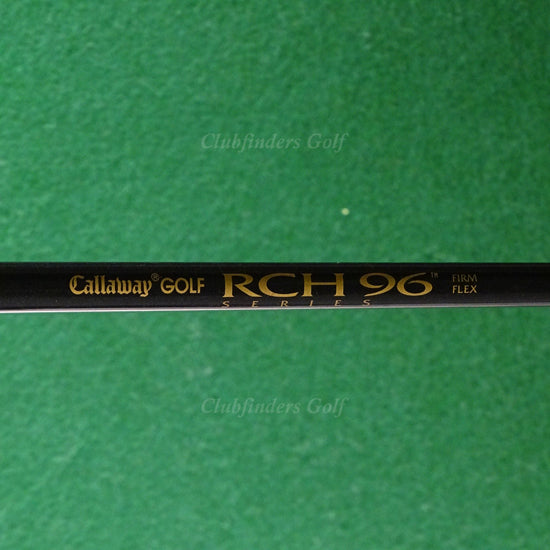 Clubfinders Golf
Callaway® GOLF RCH 96™ FIRM FLEX
SERIES
Clubfinders Golf